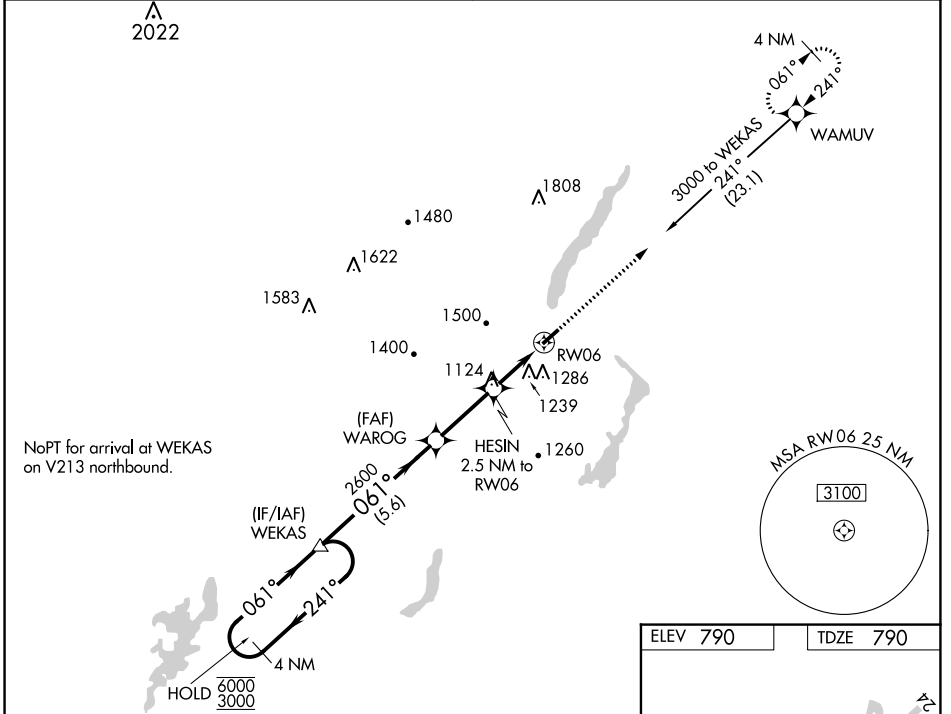 2022
4 NM
061°
241°
WAMUV
3000 to WEKAS
241°
(23.1)
1808
1480
1622
1583
1500
1400
RW06
1124
1286
1239
(FAF)
WAROG
HESIN
2.5 NM to
RW06
1260
NoPT for arrival at WEKAS
on V213 northbound.
MSA RW06 25 NM
3100
2600
061°
(5.6)
(IF/IAF)
WEKAS
061°
241°
4 NM
HOLD 6000
3000
ELEV 790
TDZE 790
24